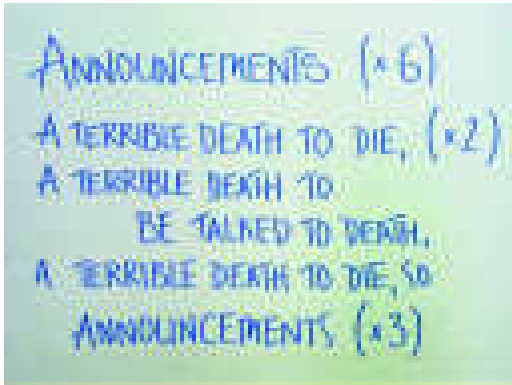 ANNOUNCEMENTS (×6)
A TERRIBLE DEATH TO DIE, (×2)
A TERRIBLE DEATH TO
BE TALKED TO DEATH,
A TERRIBLE DEATH TO DIE, SO
ANNOUNCEMENTS (×3)